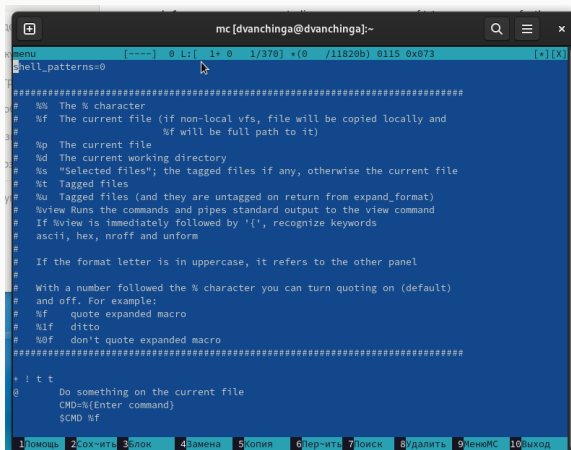 mc [dvanchinga@dvanchinga]:~
menu [----] 0 L:[ 1+ 0 1/370] *(0 /11820b) 0115 0x073 [*][X]
shell_patterns=0
##############################################################################
# %% The % character
# %f The current file (if non-local vfs, file will be copied locally and
# %f will be full path to it)
# %p The current file
# %d The current working directory
# %s "Selected files"; the tagged files if any, otherwise the current file
# %t Tagged files
# %u Tagged files (and they are untagged on return from expand_format)
# %view Runs the commands and pipes standard output to the view command
# If %view is immediately followed by '{', recognize keywords
# ascii, hex, nroff and unform
#
# If the format letter is in uppercase, it refers to the other panel
#
# With a number followed the % character you can turn quoting on (default)
# and off. For example:
# %f quote expanded macro
# %1f ditto
# %0f don't quote expanded macro
##############################################################################
+ ! t t
@ Do something on the current file
CMD=%{Enter command}
$CMD %f
1Помощь 2Сох~ить 3Блок 4Замена 5Копия 6Пер~ить 7Поиск 8Удалить 9МенюМС 10Выход